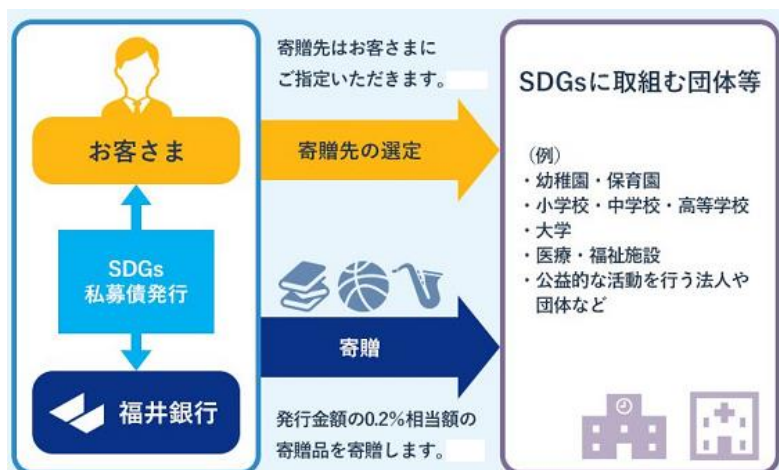 お客さま
SDGs
私募債発行
福井銀行
寄贈先はお客さまに
ご指定いただきます。
寄贈先の選定
寄贈
発行金額の0.2%相当額の
寄贈品を寄贈します。
SDGsに取組む団体等
(例)
・幼稚園・保育園
・小学校・中学校・高等学校
・大学
・医療・福祉施設
・公益的な活動を行う法人や
団体など